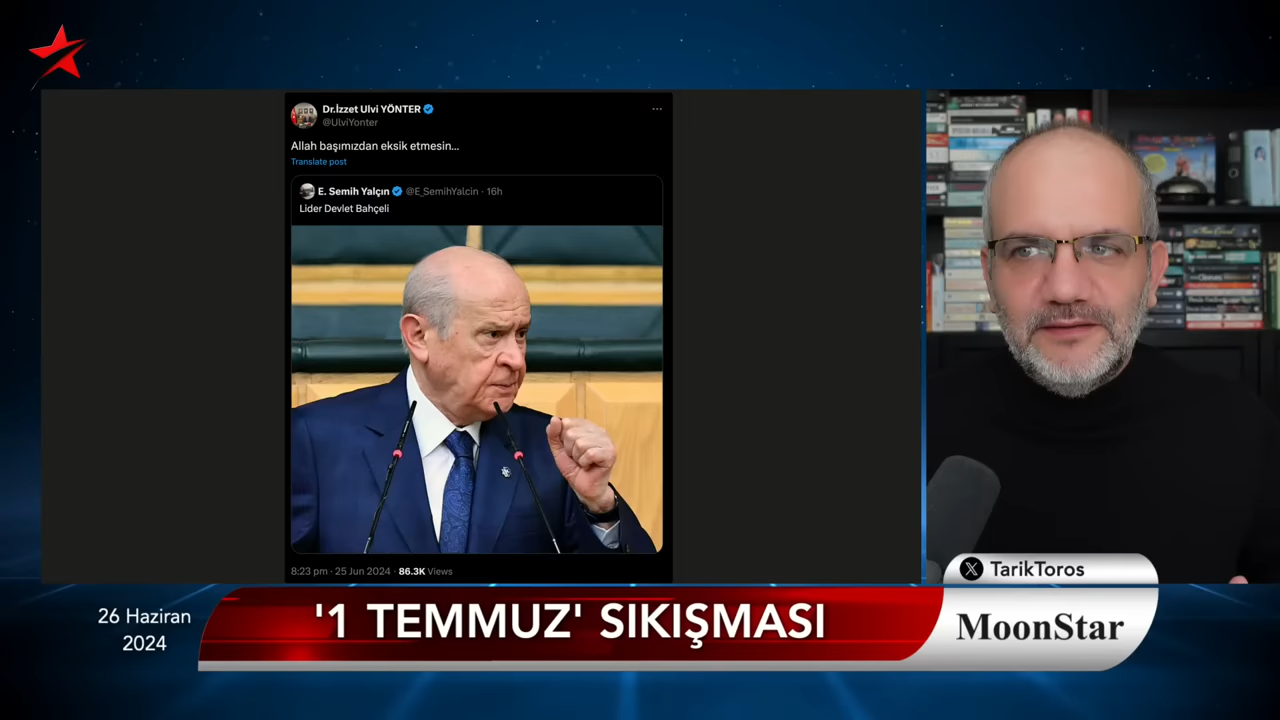 Dr.İzzet Ulvi YÖNTER
@UlviYonter
Allah başımızdan eksik etmesin...
Translate post
E. Semih Yalçın @E_SemihYalcin · 16h
Lider Devlet Bahçeli
8:23 pm · 25 Jun 2024 · 86.3K Views
TarikToros
26 Haziran
2024
'1 TEMMUZ' SIKIŞMASI
MoonStar